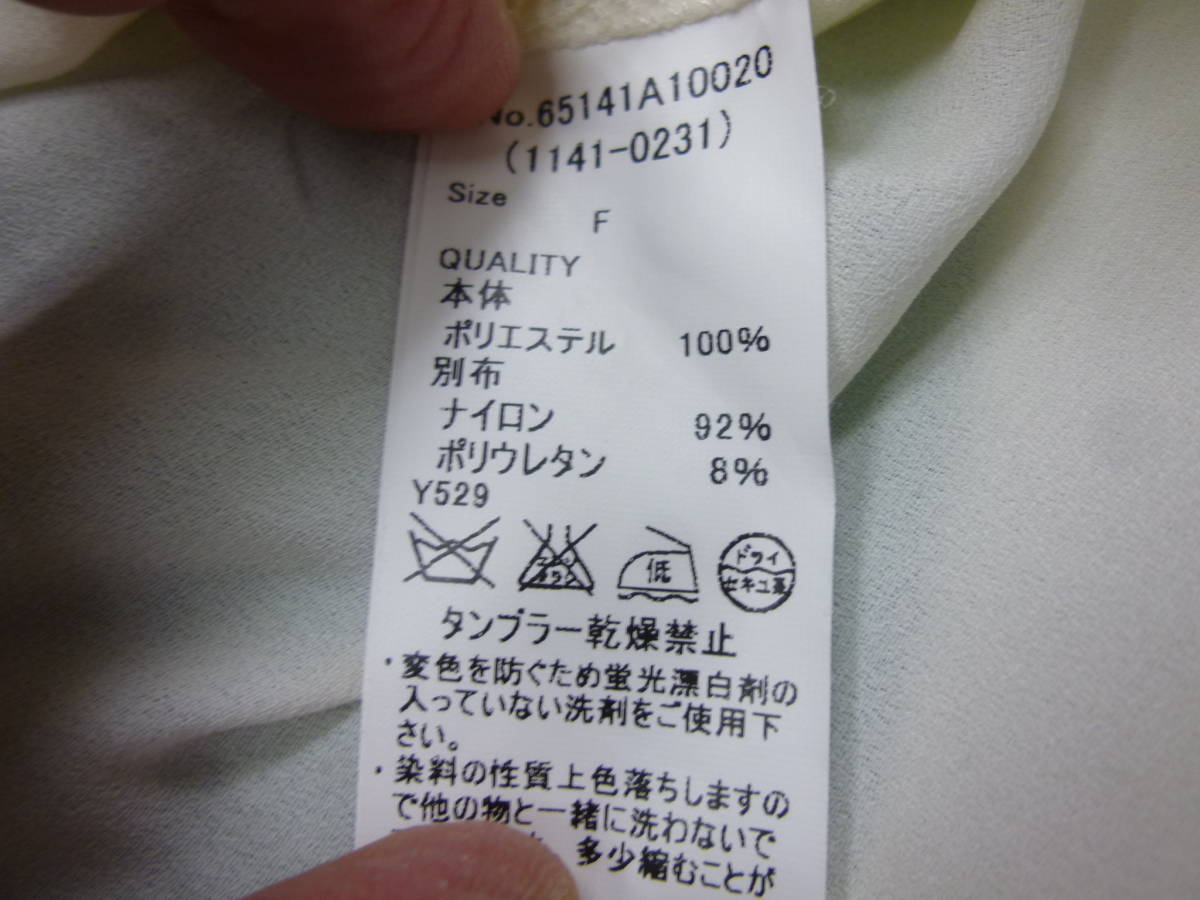 No.65141A10020
(1141-0231)
Size
F
QUALITY
本体
ポリエステル 100%
別布
ナイロン 92%
ポリウレタン 8%
Y529
低
ドライ
セキユ系
タンブラー乾燥禁止
・変色を防ぐため蛍光漂白剤の
入っていない洗剤をご使用下
さい。
・染料の性質上色落ちしますの
で他の物と一緒に洗わないで
多少縮むことが